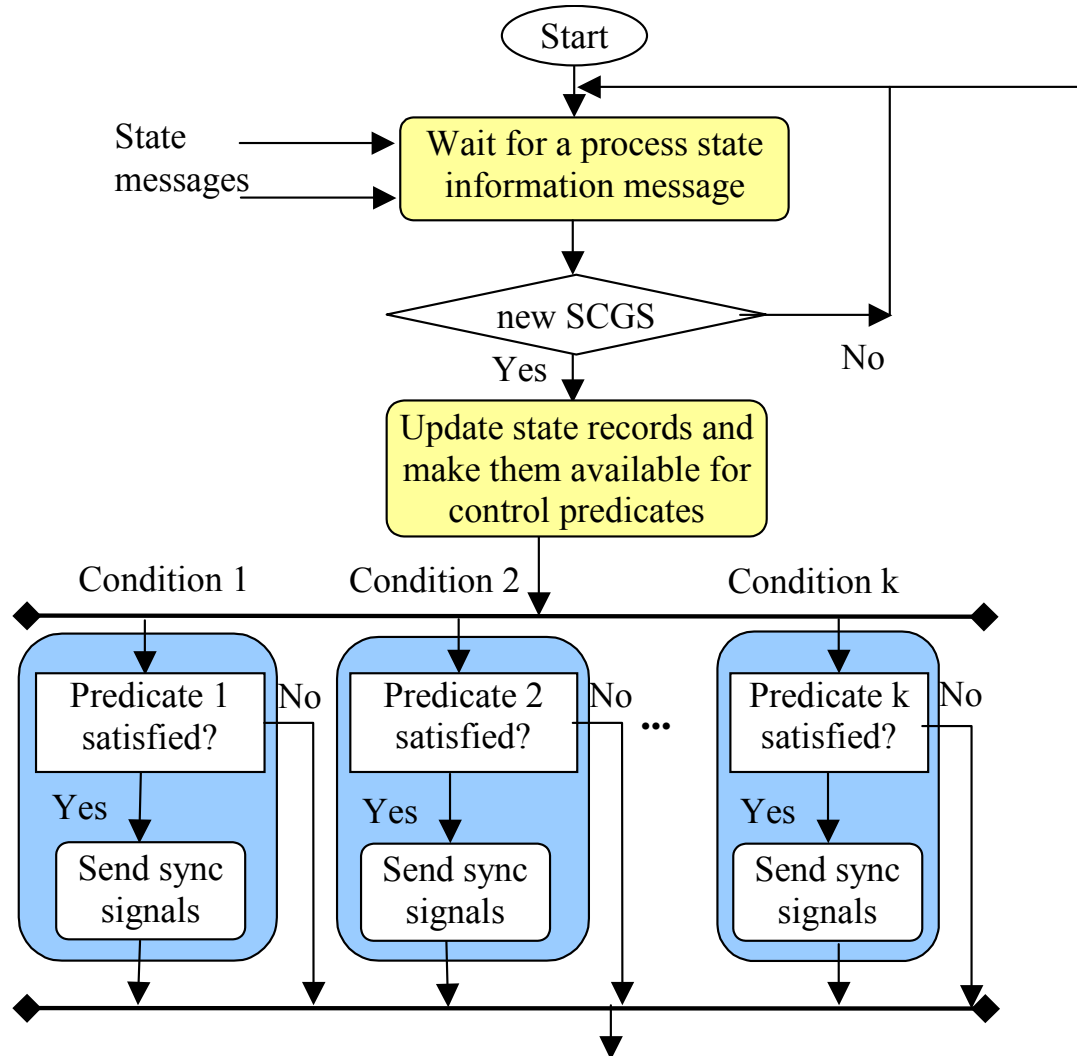 Start
State
messages
Wait for a process state
information message
new SCGS
No
Yes
Update state records and
make them available for
control predicates
Condition 1
Condition 2
Condition k
Predicate 1
satisfied?
No
Yes
Send sync
signals
Predicate 2
satisfied?
No
Yes
Send sync
signals
...
Predicate k
satisfied?
No
Yes
Send sync
signals